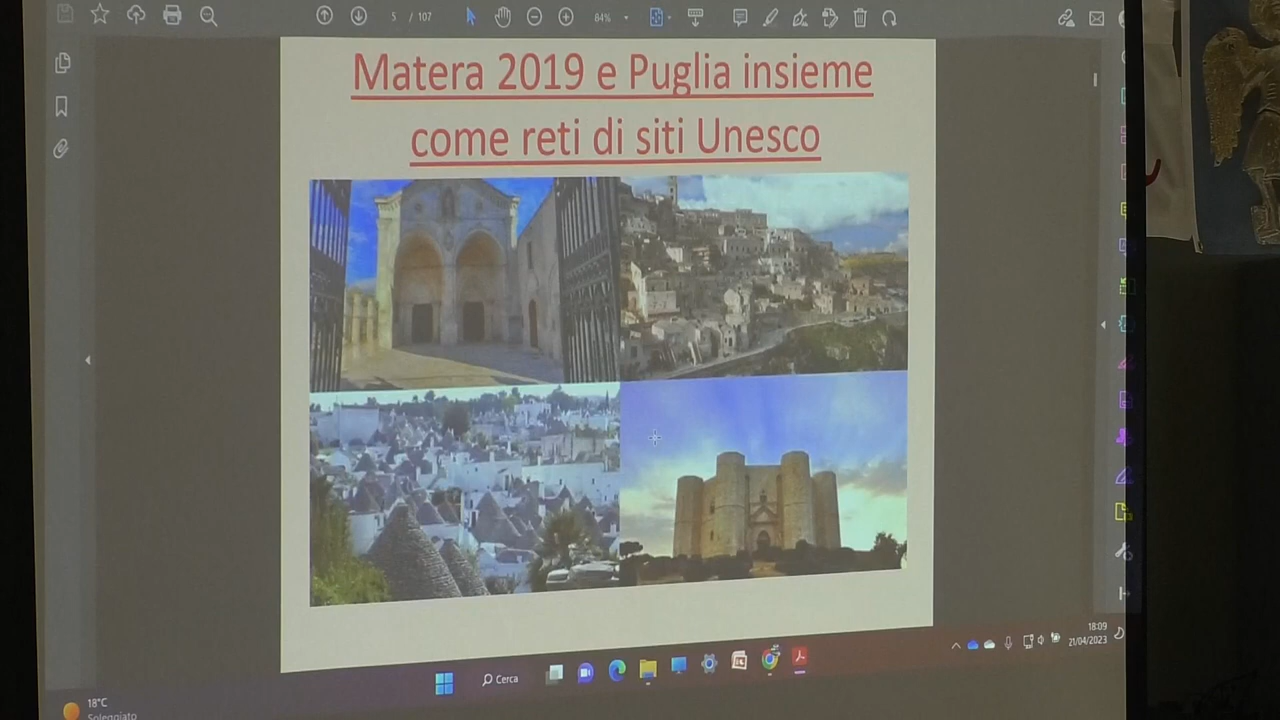 5 / 107
84%
Matera 2019 e Puglia insieme
come reti di siti Unesco
18:09
21/04/2023
Cerca
18°C
Soleggiato